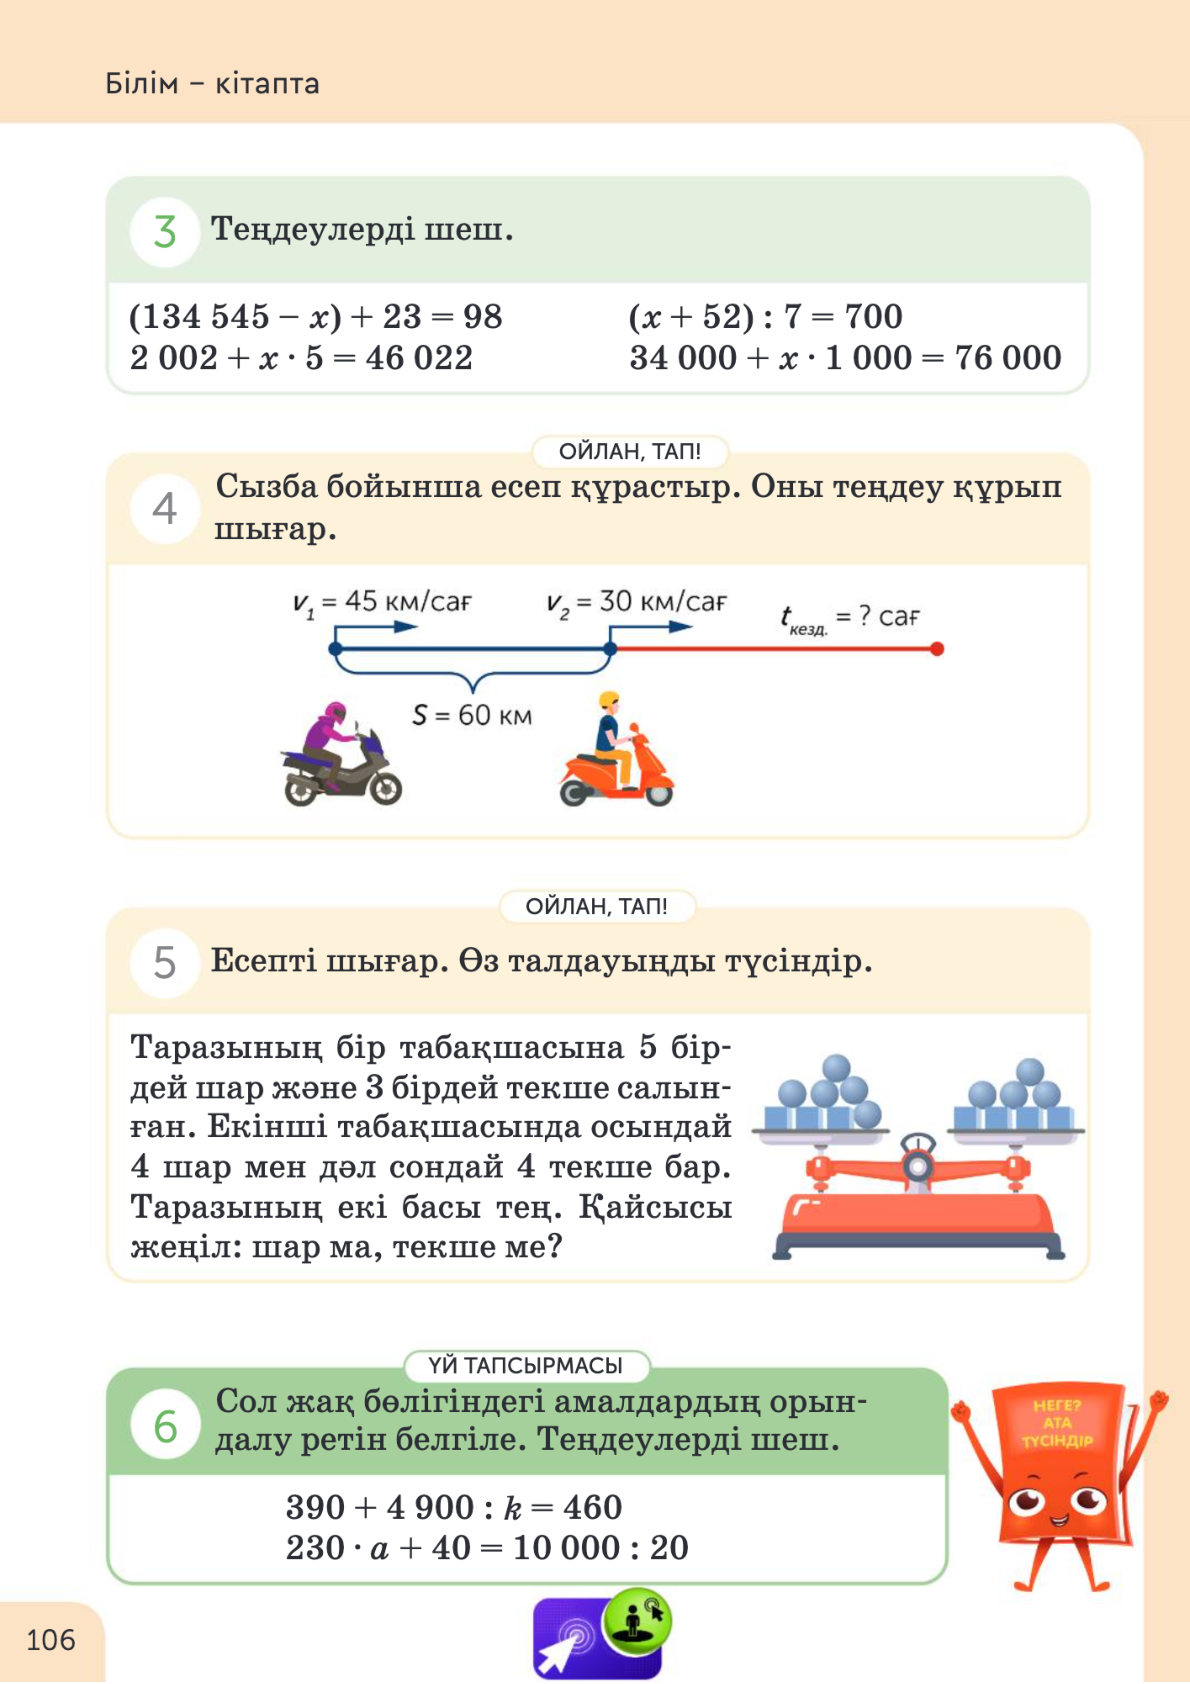 Білім – кітапта
3 Теңдеулерді шеш.
(134 545 – x) + 23 = 98
(x + 52) : 7 = 700
2 002 + x · 5 = 46 022
34 000 + x · 1 000 = 76 000
ОЙЛАН, ТАП!
4 Сызба бойынша есеп құрастыр. Оны теңдеу құрып
шығар.
v₁ = 45 км/сағ
v₂ = 30 км/сағ
t кезд. = ? сағ
S = 60 км
ОЙЛАН, ТАП!
5 Есепті шығар. Өз талдауыңды түсіндір.
Таразының бір табақшасына 5 бір-
дей шар және 3 бірдей текше салын-
ған. Екінші табақшасында осындай
4 шар мен дәл сондай 4 текше бар.
Таразының екі басы тең. Қайсысы
жеңіл: шар ма, текше ме?
ҮЙ ТАПСЫРМАСЫ
6 Сол жақ бөлігіндегі амалдардың орын-
далу ретін белгіле. Теңдеулерді шеш.
390 + 4 900 : k = 460
230 · a + 40 = 10 000 : 20
НЕГЕ?
АТА
ТҮСІНДІР
106